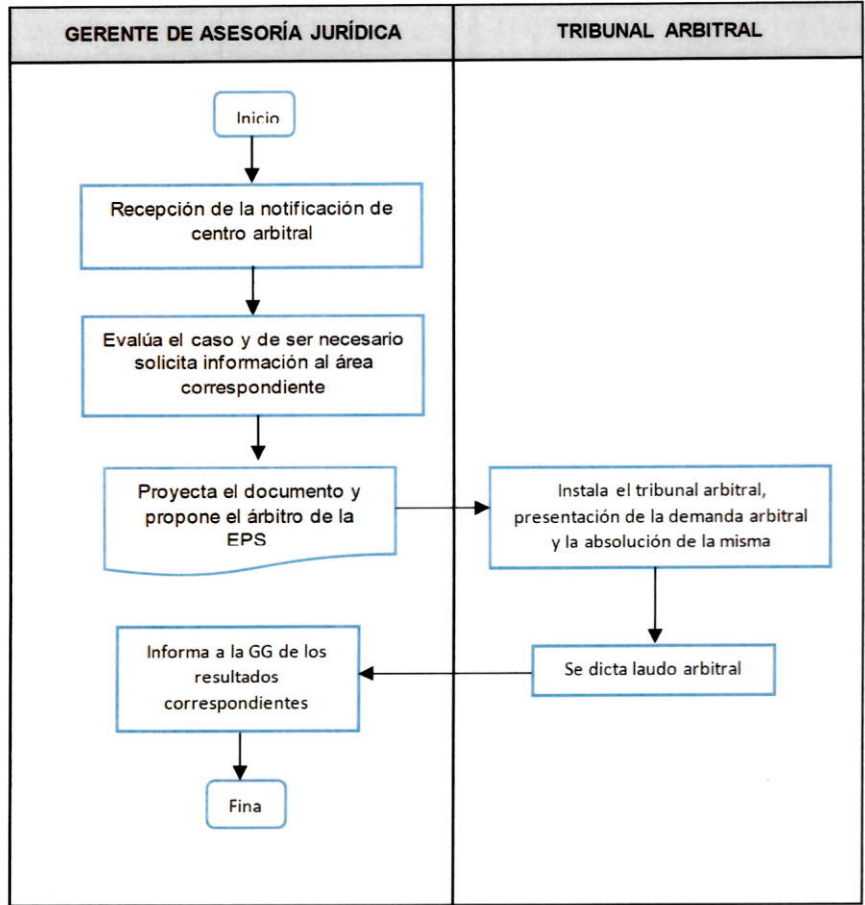 GERENTE DE ASESORÍA JURÍDICA
TRIBUNAL ARBITRAL
Inicio
Recepción de la notificación de
centro arbitral
Evalúa el caso y de ser necesario
solicita información al área
correspondiente
Proyecta el documento y
propone el árbitro de la
EPS
Instala el tribunal arbitral,
presentación de la demanda arbitral
y la absolución de la misma
Se dicta laudo arbitral
Informa a la GG de los
resultados
correspondientes
Fina